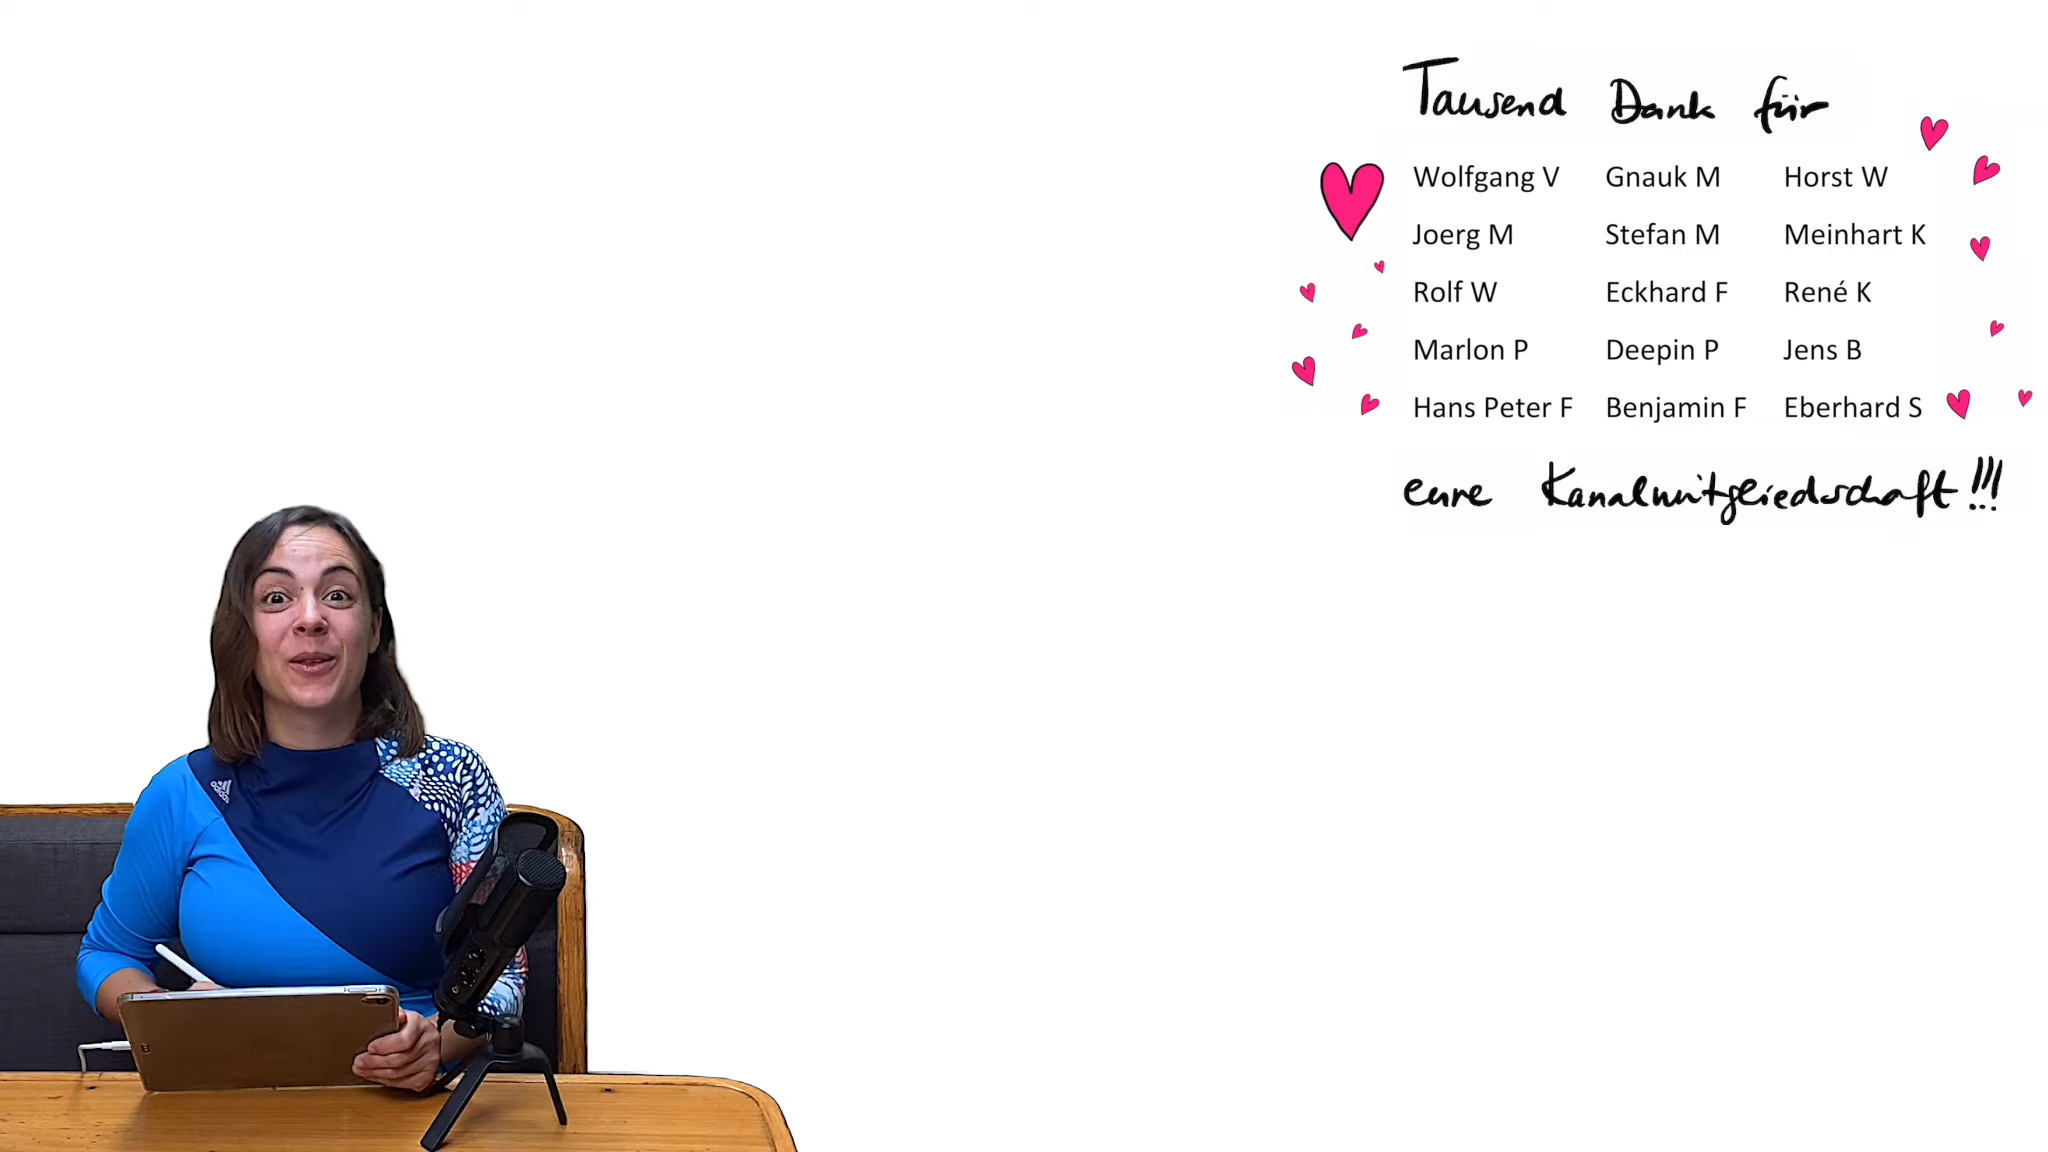 Tausend Dank für
Wolfgang V Gnauk M Horst W
Joerg M Stefan M Meinhart K
Rolf W Eckhard F René K
Marlon P Deepin P Jens B
Hans Peter F Benjamin F Eberhard S
eure Kanalmitgliedschaft!!!
adidas